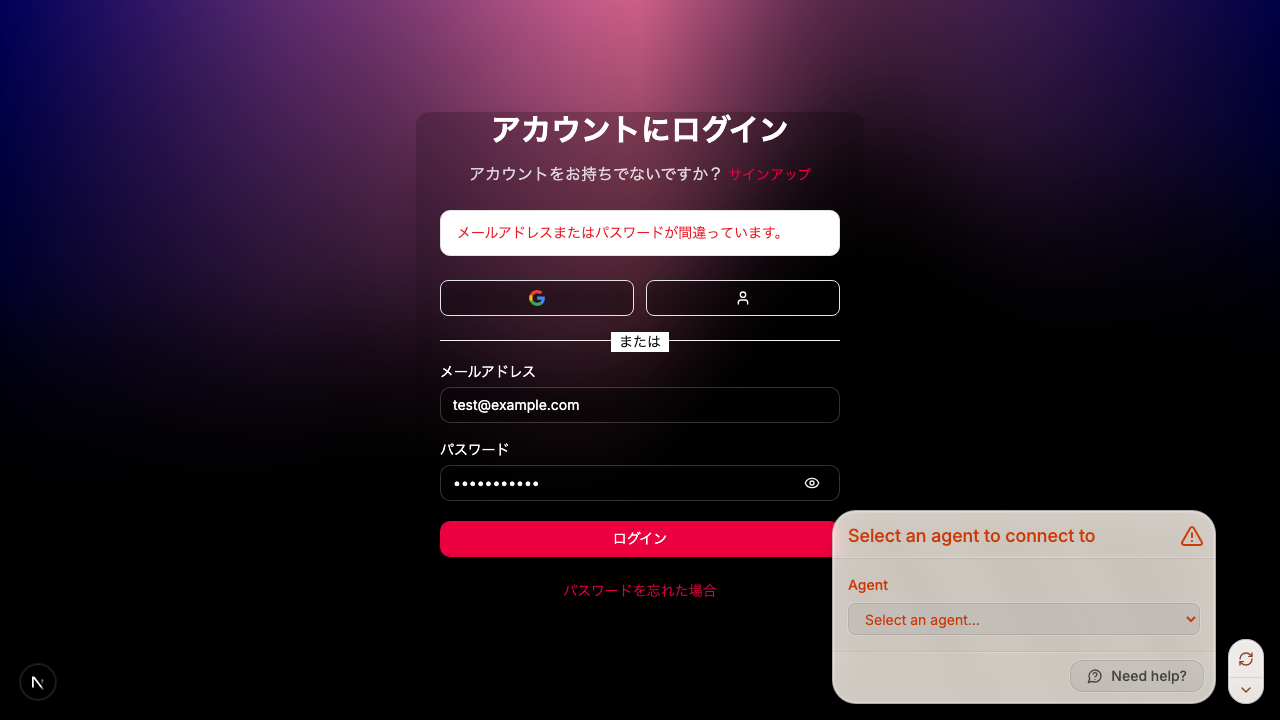 アカウントにログイン
アカウントをお持ちでないですか？ サインアップ
メールアドレスまたはパスワードが間違っています。
または
メールアドレス
test@example.com
パスワード
•••••••••••
ログイン
パスワードを忘れた場合
Select an agent to connect to
Agent
Select an agent...
Need help?
N